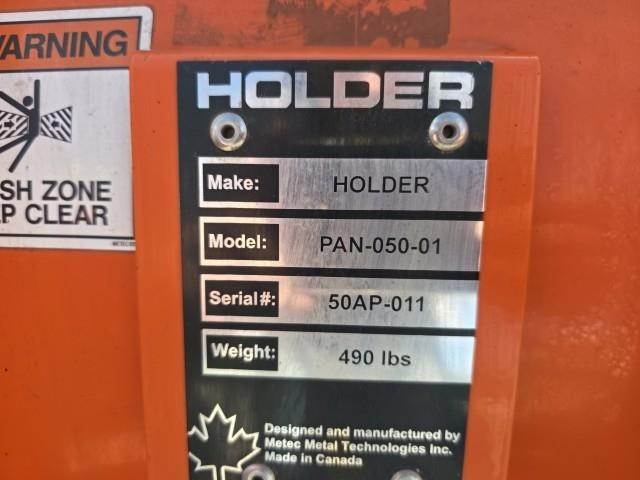 WARNING
SH ZONE
P CLEAR
HOLDER
Make: HOLDER
Model: PAN-050-01
Serial#: 50AP-011
Weight: 490 lbs
Designed and manufactured by
Metec Metal Technologies Inc.
Made in Canada